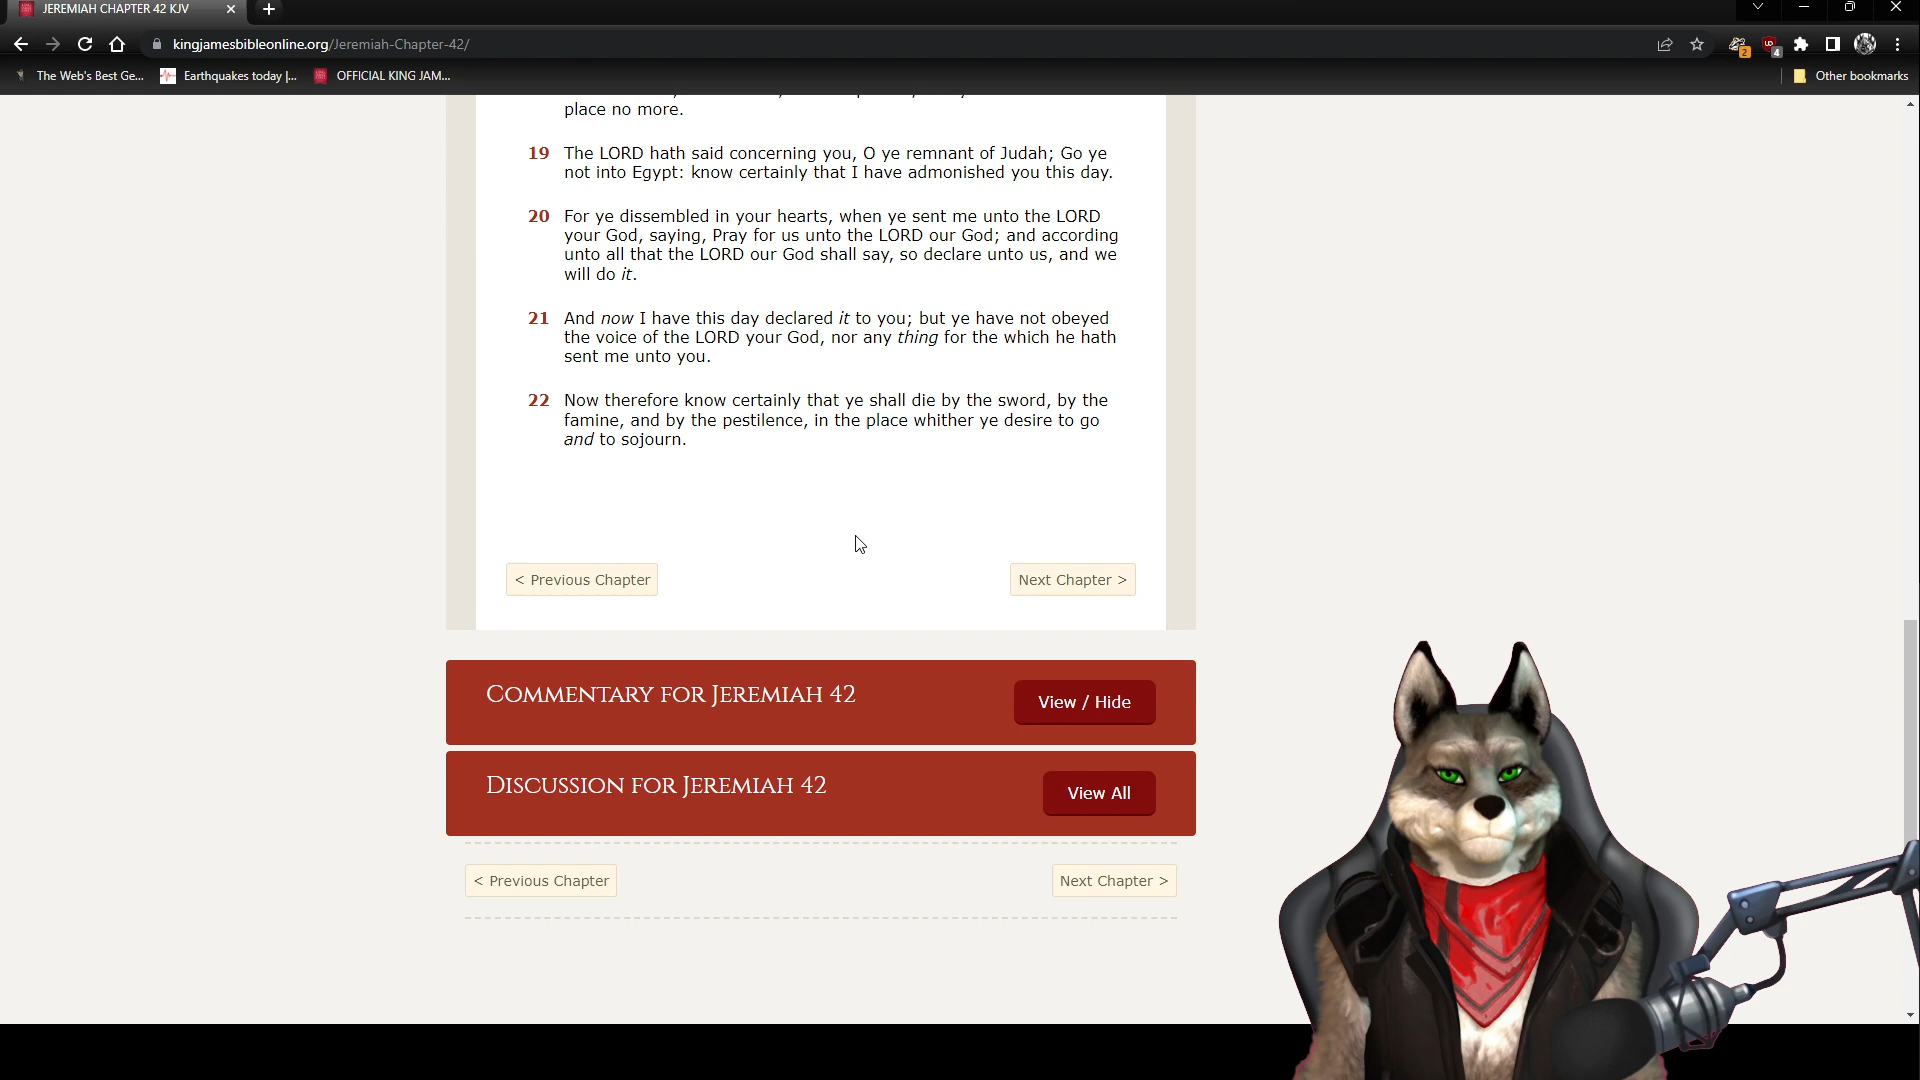 JEREMIAH CHAPTER 42 KJV
kingjamesbibleonline.org/Jeremiah-Chapter-42/
2
4
The Web's Best Ge... Earthquakes today |... OFFICIAL KING JAM... Other bookmarks
place no more.
19 The LORD hath said concerning you, O ye remnant of Judah; Go ye
not into Egypt: know certainly that I have admonished you this day.
20 For ye dissembled in your hearts, when ye sent me unto the LORD
your God, saying, Pray for us unto the LORD our God; and according
unto all that the LORD our God shall say, so declare unto us, and we
will do it.
21 And now I have this day declared it to you; but ye have not obeyed
the voice of the LORD your God, nor any thing for the which he hath
sent me unto you.
22 Now therefore know certainly that ye shall die by the sword, by the
famine, and by the pestilence, in the place whither ye desire to go
and to sojourn.
< Previous Chapter Next Chapter >
Commentary for Jeremiah 42 View / Hide
Discussion for Jeremiah 42 View All
< Previous Chapter Next Chapter >